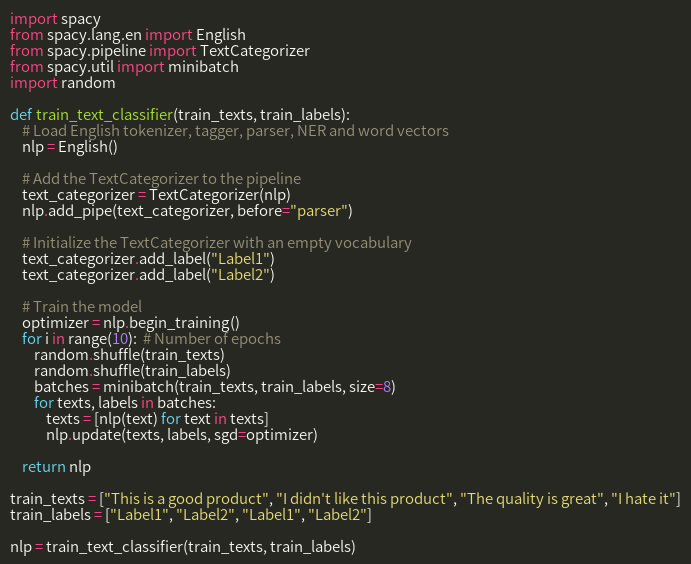 import spacy
from spacy.lang.en import English
from spacy.pipeline import TextCategorizer
from spacy.util import minibatch
import random

def train_text_classifier(train_texts, train_labels):
    # Load English tokenizer, tagger, parser, NER and word vectors
    nlp = English()

    # Add the TextCategorizer to the pipeline
    text_categorizer = TextCategorizer(nlp)
    nlp.add_pipe(text_categorizer, before="parser")

    # Initialize the TextCategorizer with an empty vocabulary
    text_categorizer.add_label("Label1")
    text_categorizer.add_label("Label2")

    # Train the model
    optimizer = nlp.begin_training()
    for i in range(10):  # Number of epochs
        random.shuffle(train_texts)
        random.shuffle(train_labels)
        batches = minibatch(train_texts, train_labels, size=8)
        for texts, labels in batches:
            texts = [nlp(text) for text in texts]
            nlp.update(texts, labels, sgd=optimizer)

    return nlp

train_texts = ["This is a good product", "I didn't like this product", "The quality is great", "I hate it"]
train_labels = ["Label1", "Label2", "Label1", "Label2"]

nlp = train_text_classifier(train_texts, train_labels)